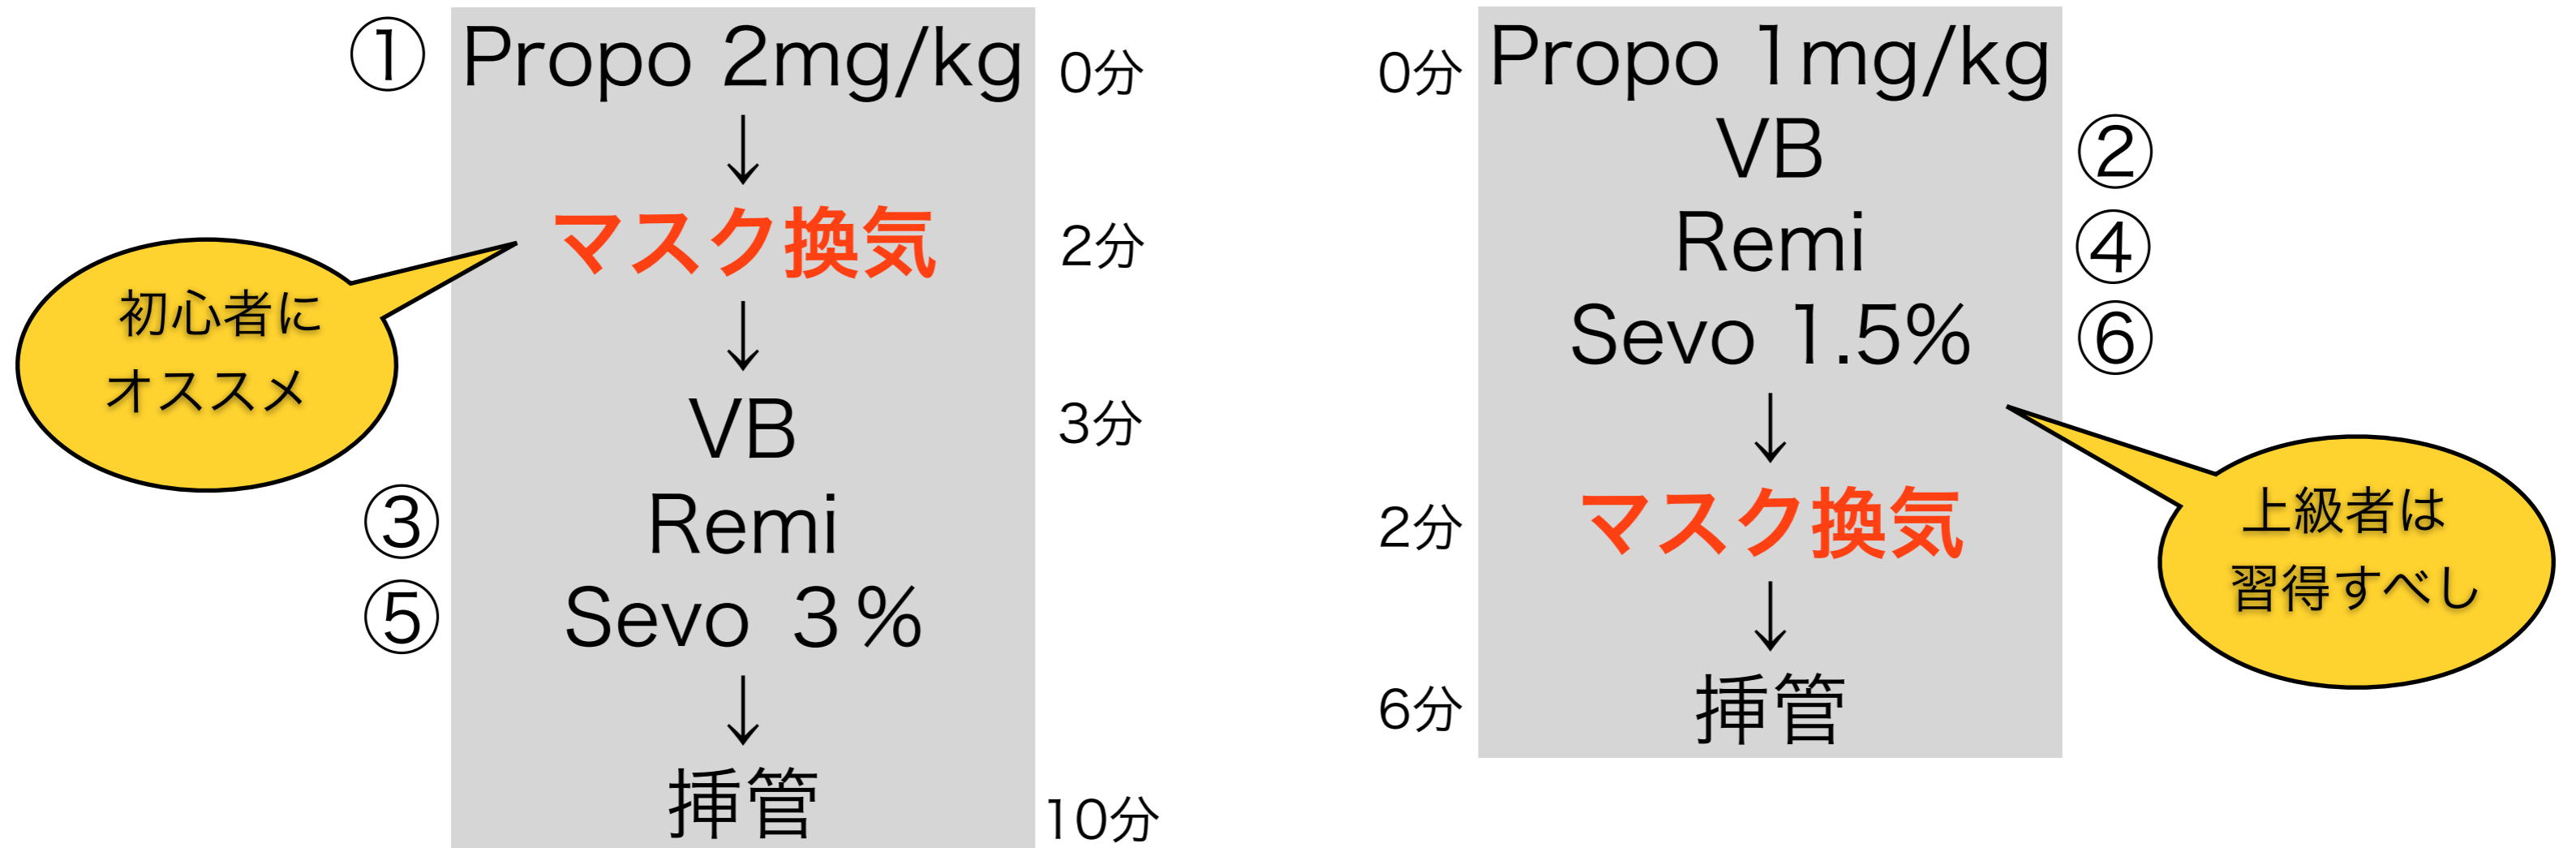 ① Propo 2mg/kg 0分
↓
マスク換気 2分
↓
VB 3分
③ Remi
⑤ Sevo 3%
↓
挿管 10分
初心者に
オススメ
0分 Propo 1mg/kg
VB ②
Remi ④
Sevo 1.5% ⑥
↓
2分 マスク換気
↓
6分 挿管
上級者は
習得すべし